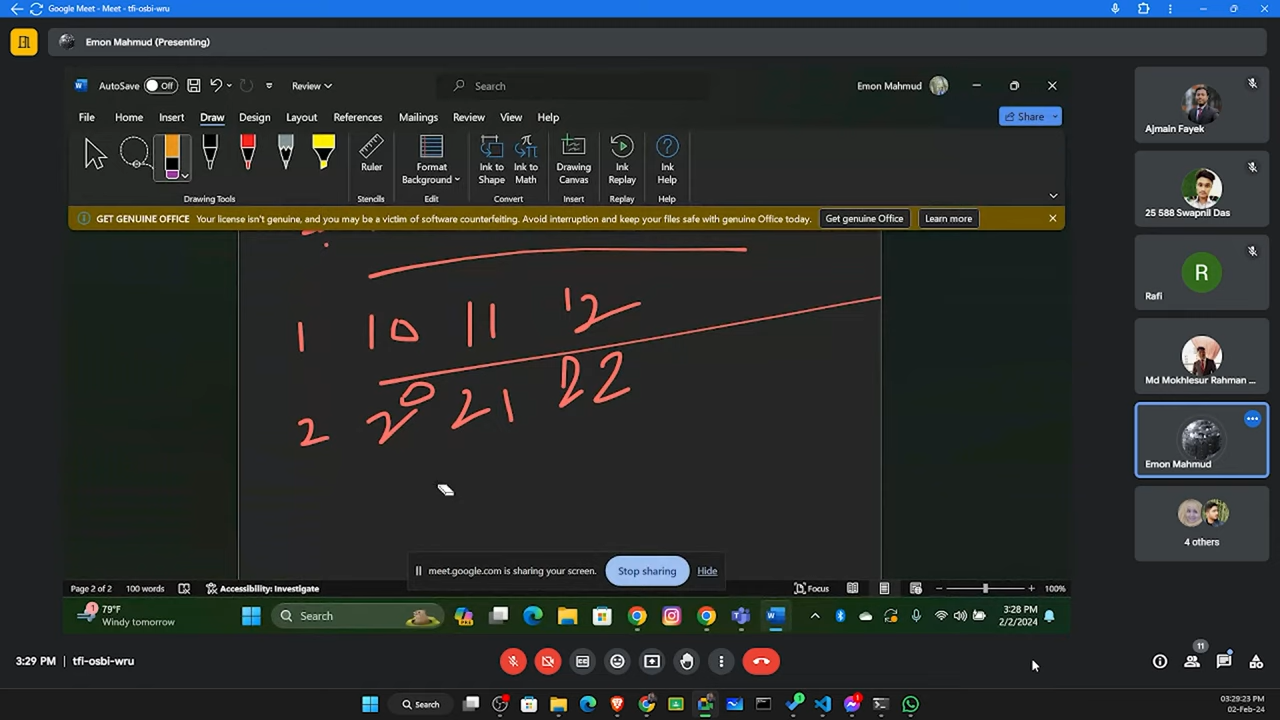 Google Meet - Meet - tfi-osbi-wru
Emon Mahmud (Presenting)
AutoSave Off Review Search Emon Mahmud
File Home Insert Draw Design Layout References Mailings Review View Help Share
Ruler Format Background Ink to Shape Ink to Math Drawing Canvas Ink Replay Ink Help
Drawing Tools Stencils Edit Convert Insert Replay Help
GET GENUINE OFFICE Your license isn't genuine, and you may be a victim of software counterfeiting. Avoid interruption and keep your files safe with genuine Office today. Get genuine Office Learn more
1 10 11 12
2 20 21 22
meet.google.com is sharing your screen. Stop sharing Hide
Page 2 of 2 100 words Accessibility: Investigate Focus 100%
79°F
Windy tomorrow
1
Search
3:28 PM
2/2/2024
Ajmain Fayek
25 588 Swapnil Das
R
Rafi
Md Mokhlesur Rahman ...
Emon Mahmud
4 others
3:29 PM | tfi-osbi-wru
11
Search
1
1
03:29:23 PM
02-Feb-24